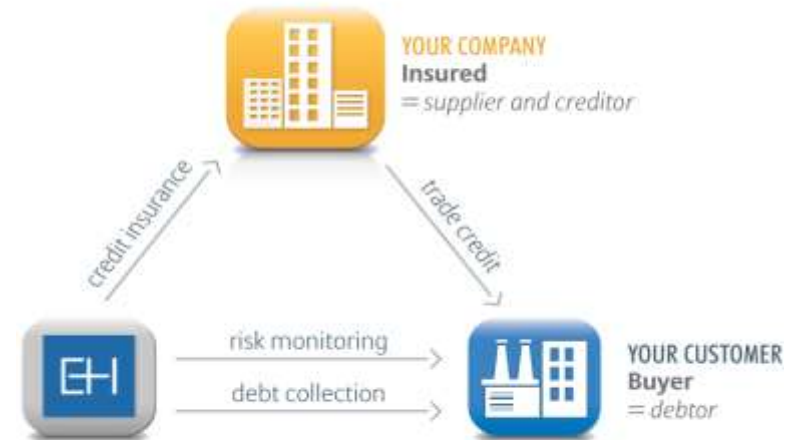 YOUR COMPANY
Insured
= supplier and creditor
credit insurance
trade credit
EH
risk monitoring
debt collection
YOUR CUSTOMER
Buyer
= debtor